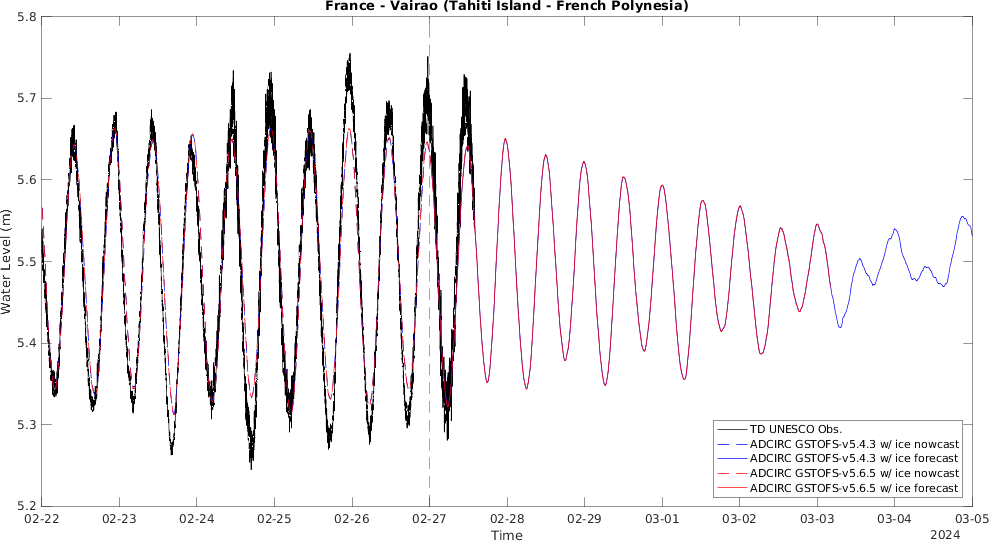 France - Vairao (Tahiti Island - French Polynesia)
5.8
5.7
5.6
5.5
5.4
5.3
5.2
Water Level (m)
TD UNESCO Obs.
ADCIRC GSTOFS-v5.4.3 w/ ice nowcast
ADCIRC GSTOFS-v5.4.3 w/ ice forecast
ADCIRC GSTOFS-v5.6.5 w/ ice nowcast
ADCIRC GSTOFS-v5.6.5 w/ ice forecast
02-22 02-23 02-24 02-25 02-26 02-27 02-28 02-29 03-01 03-02 03-03 03-04 03-05
Time
2024